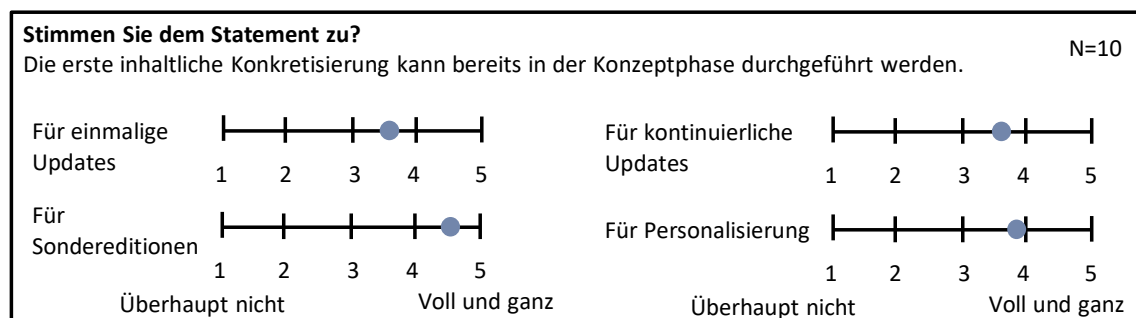 Stimmen Sie dem Statement zu?
Die erste inhaltliche Konkretisierung kann bereits in der Konzeptphase durchgeführt werden.
N=10
Für einmalige
Updates
1 2 3 4 5
Für kontinuierliche
Updates
1 2 3 4 5
Für
Sondereditionen
1 2 3 4 5
Für Personalisierung
1 2 3 4 5
Überhaupt nicht Voll und ganz
Überhaupt nicht Voll und ganz